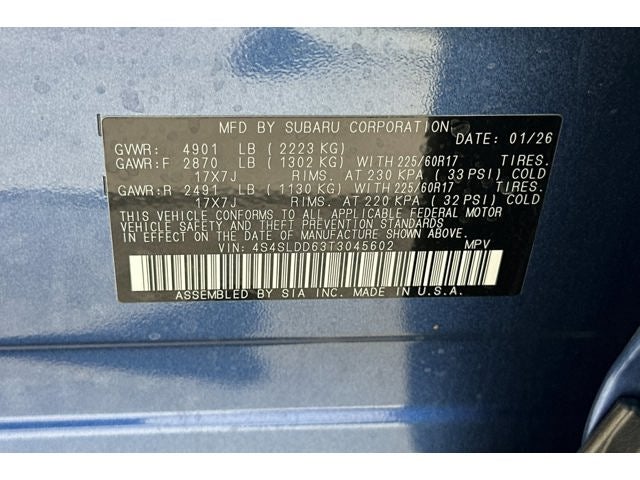 MFD BY SUBARU CORPORATION
DATE: 01/26
GVWR: 4901 LB (2223 KG)
GAWR:F 2870 LB (1302 KG) WITH 225/60R17 TIRES.
17X7J RIMS. AT 230 KPA (33 PSI) COLD
GAWR:R 2491 LB (1130 KG) WITH 225/60R17 TIRES.
17X7J RIMS. AT 220 KPA (32 PSI) COLD
THIS VEHICLE CONFORMS TO ALL APPLICABLE FEDERAL MOTOR
VEHICLE SAFETY AND THEFT PREVENTION STANDARDS IN EFFECT ON THE DATE OF MANUFACTURE SHOWN ABOVE.
VIN: 4S4SLDD63T3045602 MPV
ASSEMBLED BY SIA INC. MADE IN U.S.A.